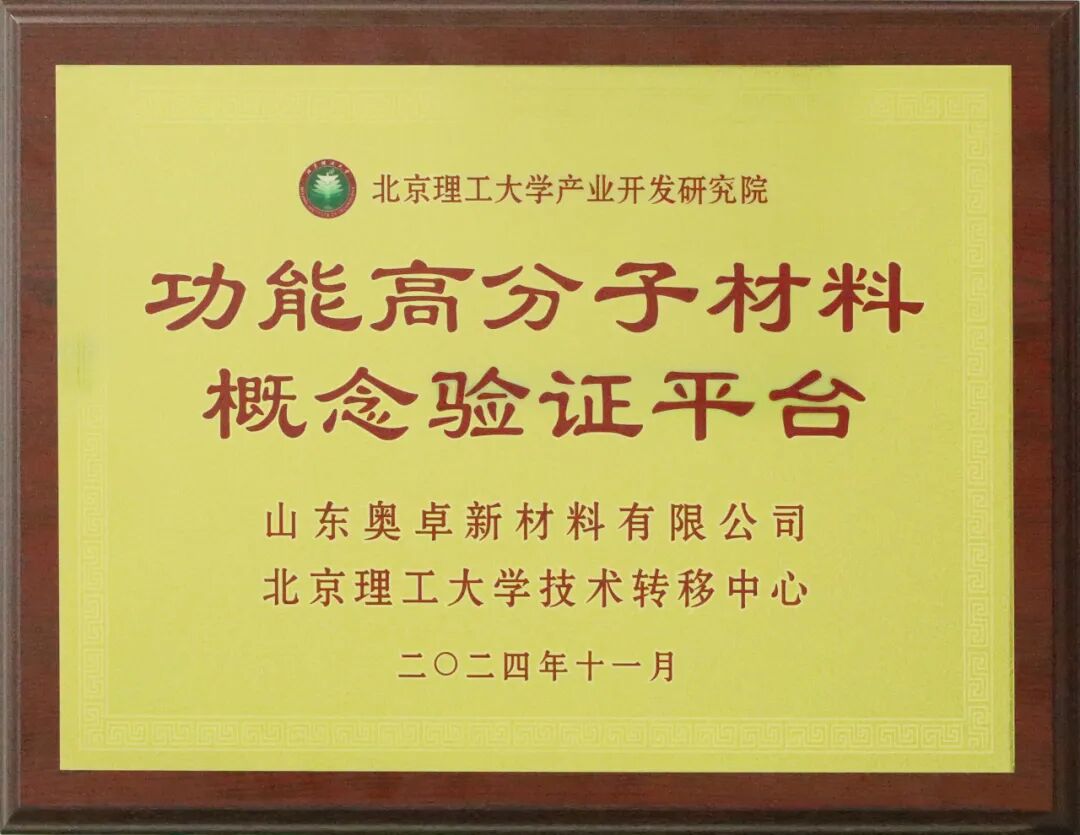 北京理工大学产业开发研究院
功能高分子材料
概念验证平台
山东奥卓新材料有限公司
北京理工大学技术转移中心
二〇二四年十一月